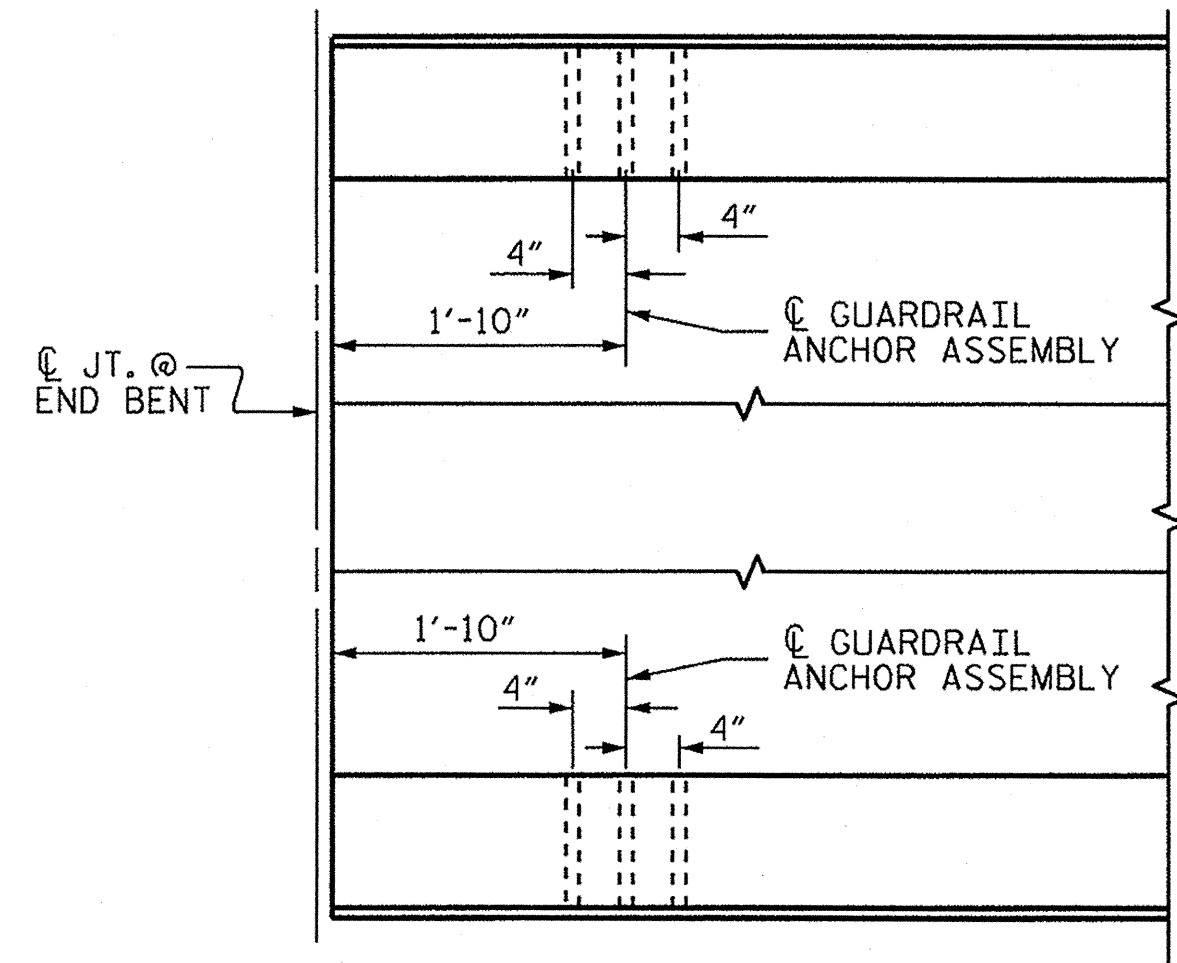 4"
4"
1'-10"
℄ GUARDRAIL
ANCHOR ASSEMBLY
℄ JT. @
END BENT
1'-10"
℄ GUARDRAIL
ANCHOR ASSEMBLY
4"
4"